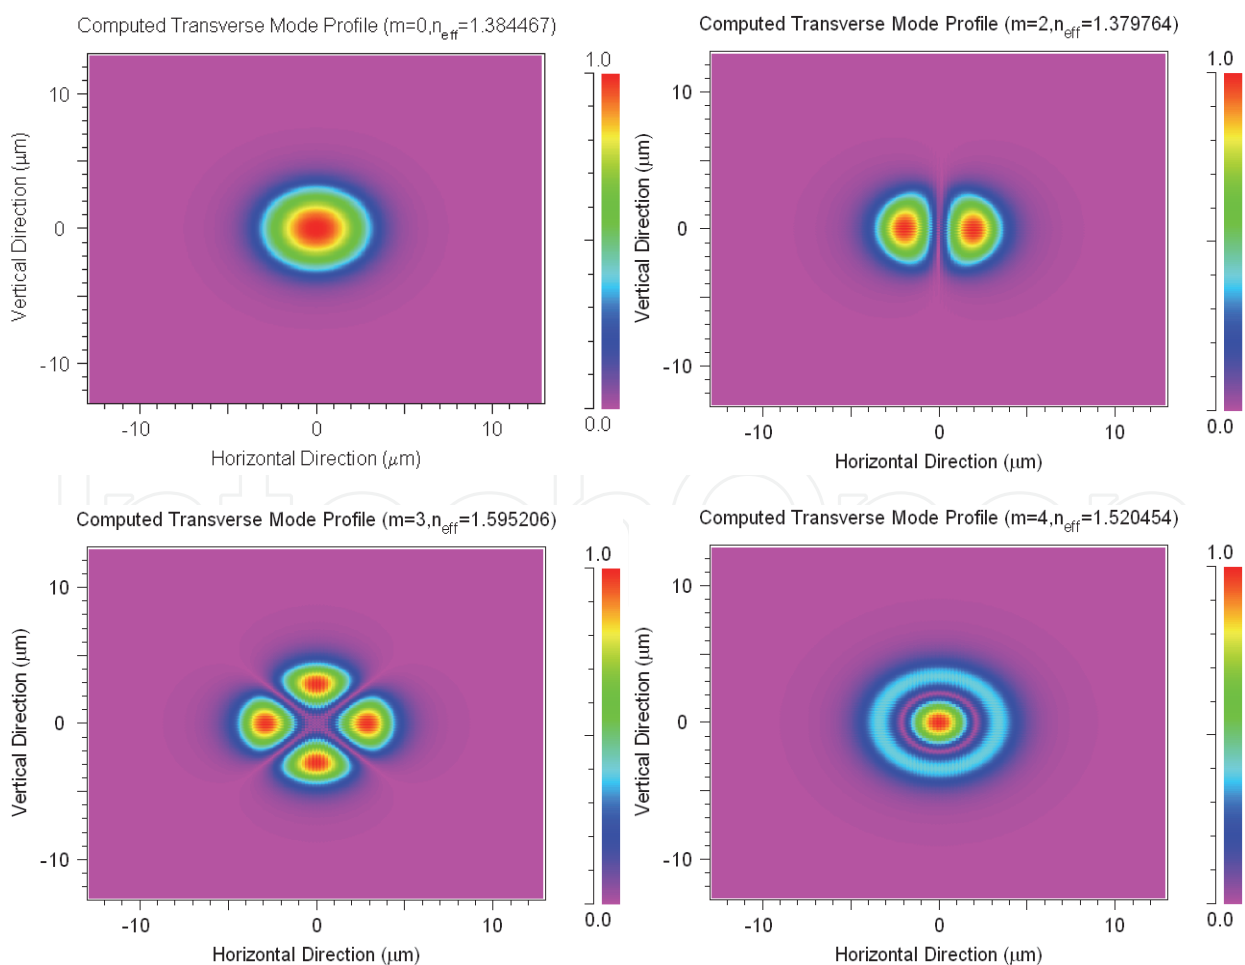 Computed Transverse Mode Profile (m=0,neff=1.384467)
1.0
10
0
-10
Vertical Direction (μm)
-10
0
10
0.0
Horizontal Direction (μm)
Computed Transverse Mode Profile (m=2,neff=1.379764)
1.0
10
0
-10
Vertical Direction (μm)
-10
0
10
0.0
Horizontal Direction (μm)
IntechOpen
Computed Transverse Mode Profile (m=3,neff=1.595206)
1.0
10
0
-10
Vertical Direction (μm)
-10
0
10
0.0
Horizontal Direction (μm)
Computed Transverse Mode Profile (m=4,neff=1.520454)
1.0
10
0
-10
Vertical Direction (μm)
-10
0
10
0.0
Horizontal Direction (μm)